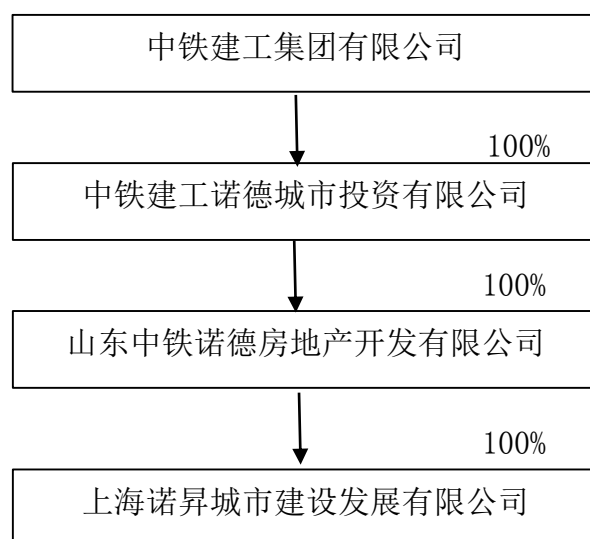 中铁建工集团有限公司
100%
中铁建工诺德城市投资有限公司
100%
山东中铁诺德房地产开发有限公司
100%
上海诺昇城市建设发展有限公司